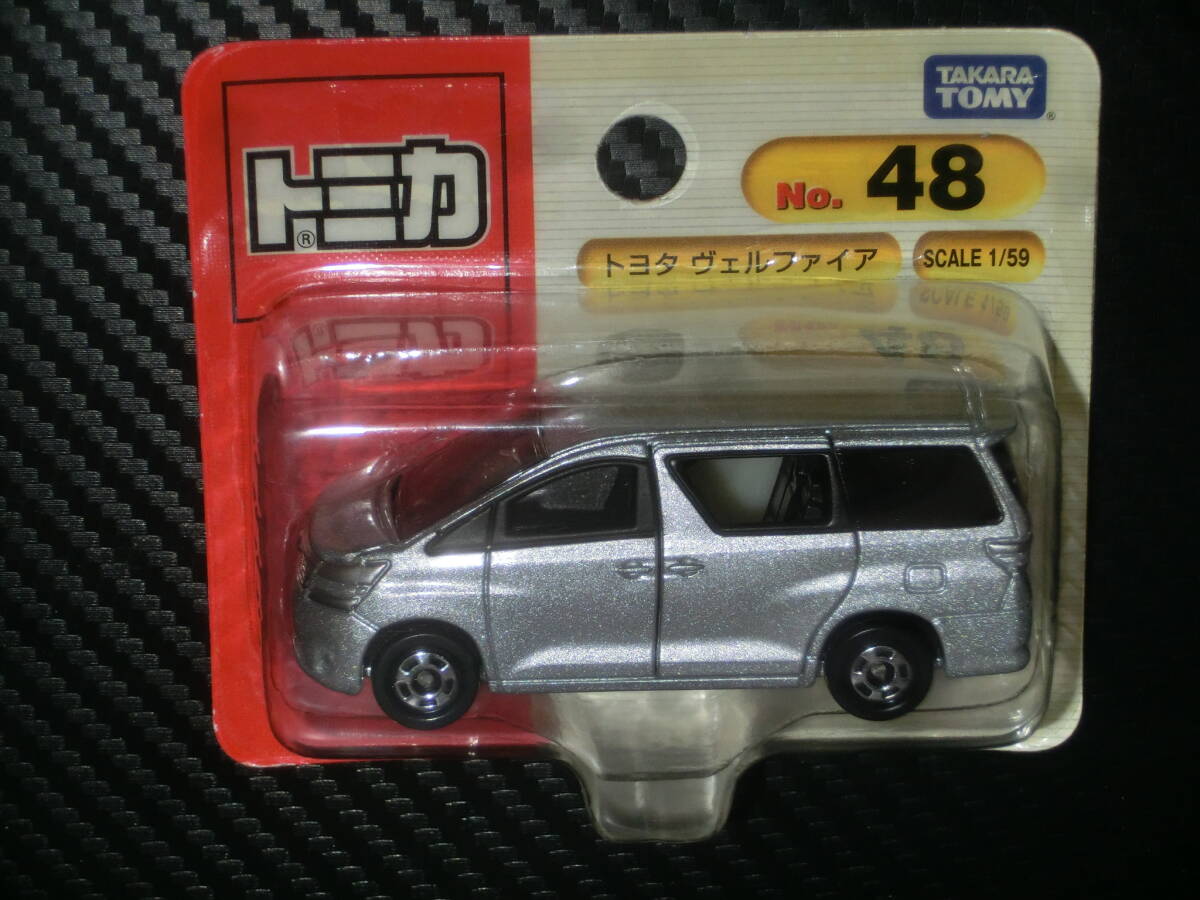 トミカ®
TAKARA
TOMY®
No. 48
トヨタ ヴェルファイア
SCALE 1/59